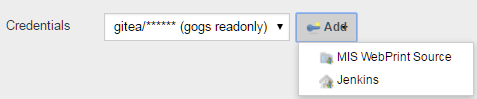 Credentials gitea/****** (gogs readonly) Add
MIS WebPrint Source
Jenkins